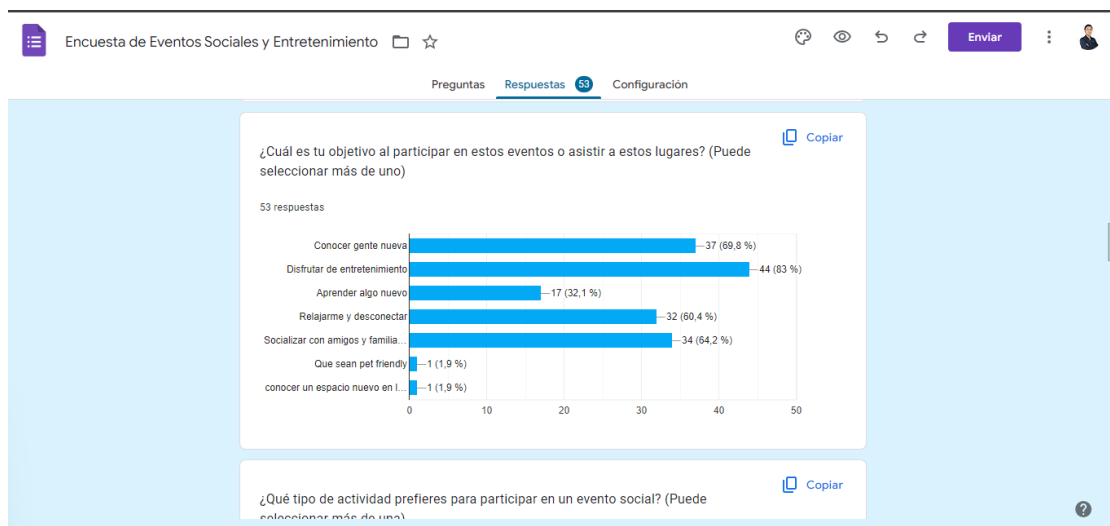 Encuesta de Eventos Sociales y Entretenimiento
Enviar
Preguntas Respuestas 53 Configuración
Copiar
¿Cuál es tu objetivo al participar en estos eventos o asistir a estos lugares? (Puede
seleccionar más de uno)
53 respuestas
Conocer gente nueva 37 (69,8 %)
Disfrutar de entretenimiento 44 (83 %)
Aprender algo nuevo 17 (32,1 %)
Relajarme y desconectar 32 (60,4 %)
Socializar con amigos y familia… 34 (64,2 %)
Que sean pet friendly 1 (1,9 %)
conocer un espacio nuevo en l… 1 (1,9 %)
0 10 20 30 40 50
Copiar
¿Qué tipo de actividad prefieres para participar en un evento social? (Puede
seleccionar más de una)